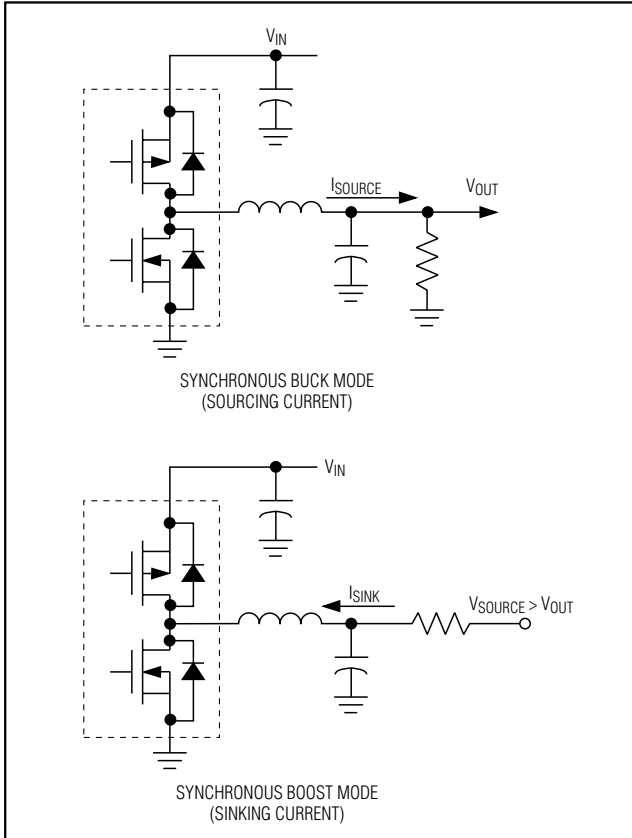 VIN
ISOURCE
VOUT
SYNCHRONOUS BUCK MODE
(SOURCING CURRENT)
VIN
ISINK
VSOURCE > VOUT
SYNCHRONOUS BOOST MODE
(SINKING CURRENT)